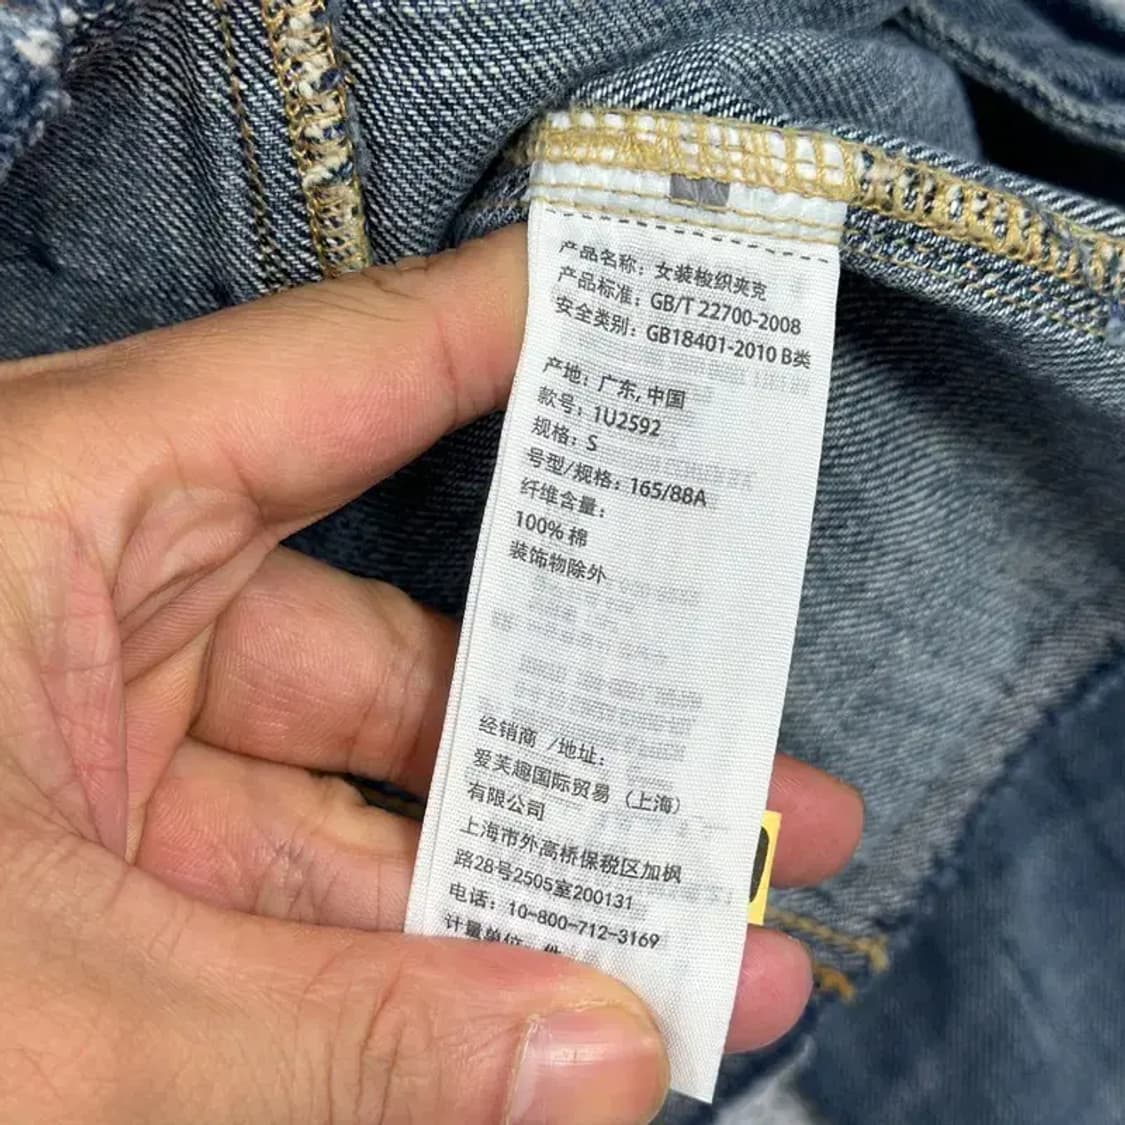 产品名称：女装梭织夹克
产品标准：GB/T 22700-2008
安全类别：GB18401-2010 B类
产地：广东, 中国
款号：1U2592
规格：S
号型/规格：165/88A
纤维含量：
100% 棉
装饰物除外
经销商 /地址：
爱芙趣国际贸易（上海）
有限公司
上海市外高桥保税区加枫
路28号2505室200131
电话：10-800-712-3169
计量单位：件